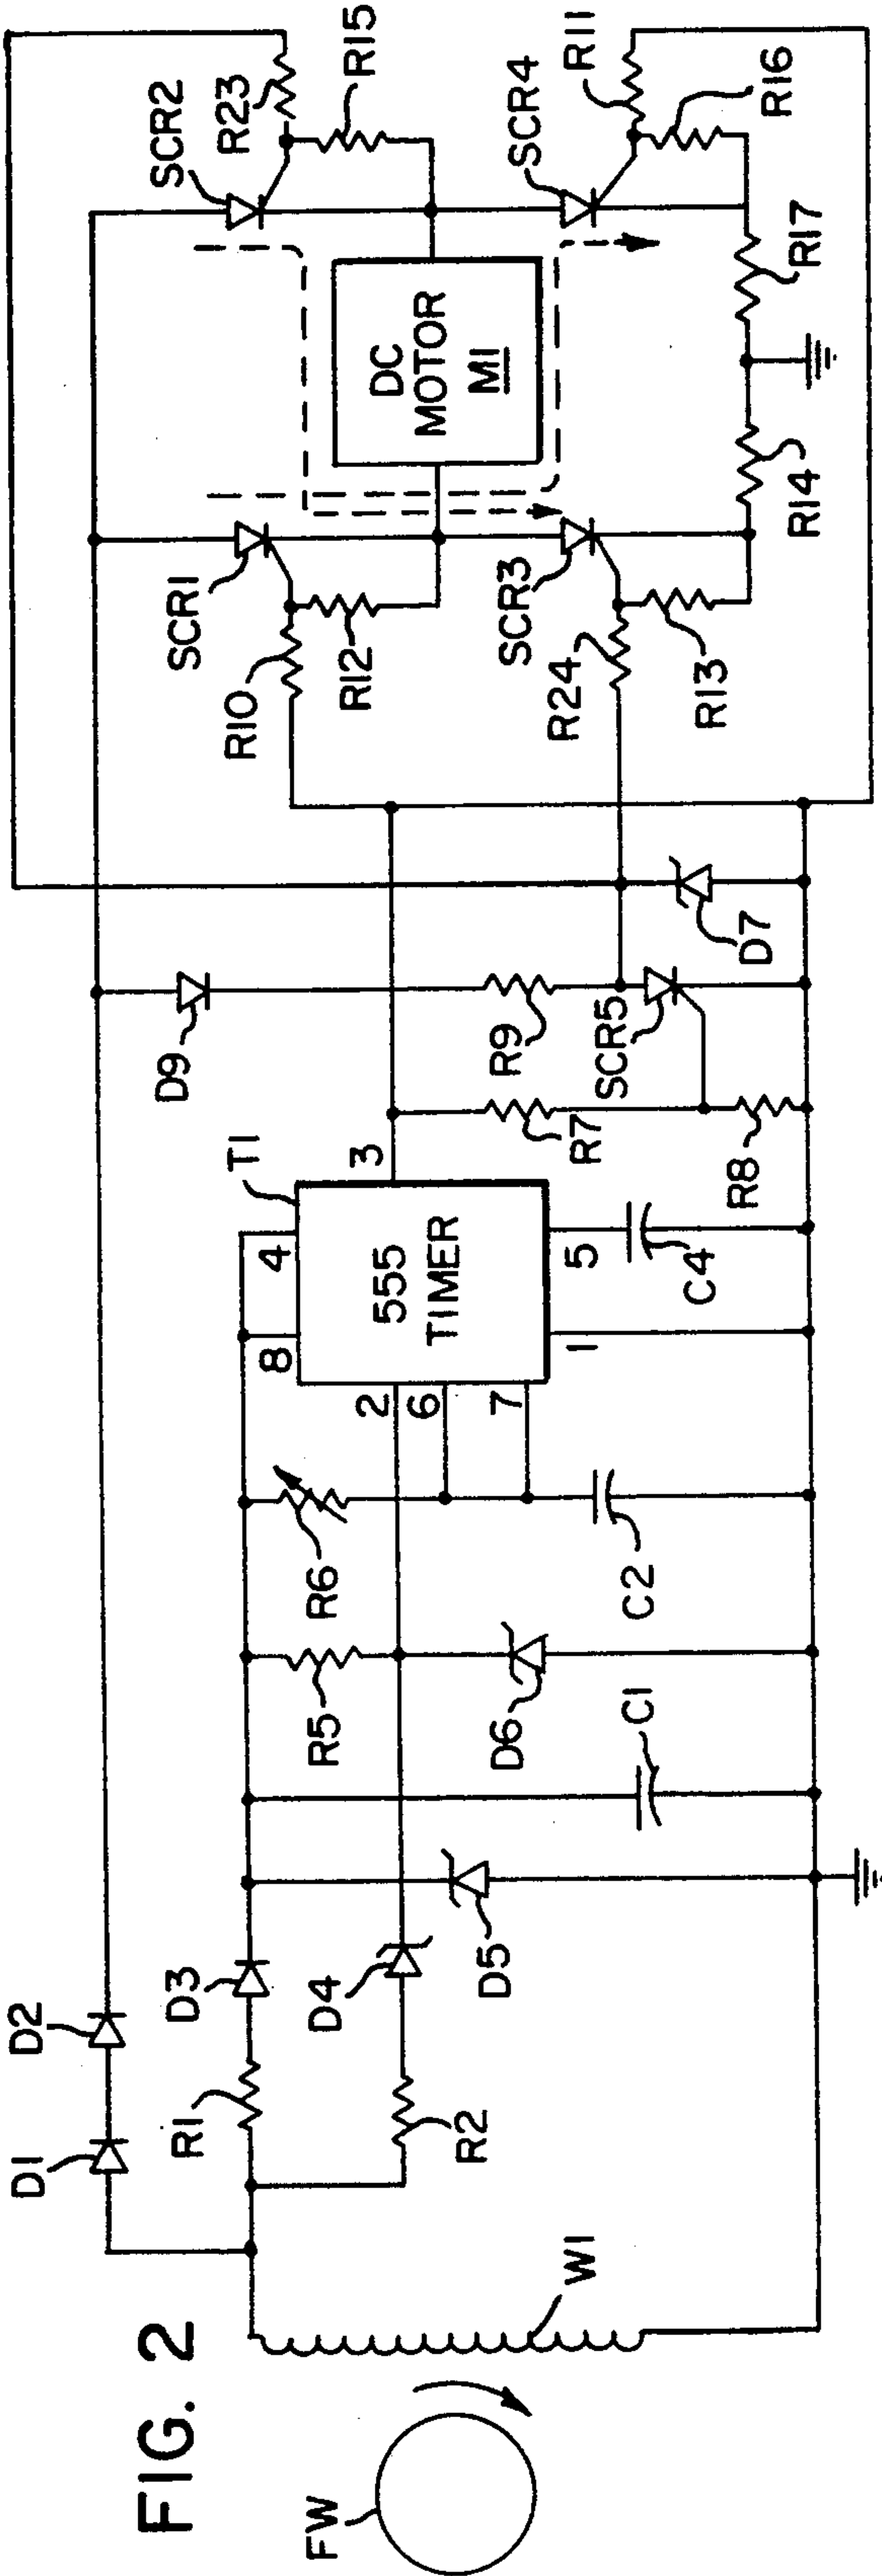 FIG. 2
FW
W1
D1
D2
R1
D3
R2
D4
D5
C1
R5
D6
R6
C2
T1
555
TIMER
8
4
2
6
7
3
1
5
C4
R7
R8
D9
R9
SCR5
D7
R10
R12
SCR1
SCR2
R23
R15
DC
MOTOR
M1
SCR3
R24
R13
R14
SCR4
R11
R16
R17